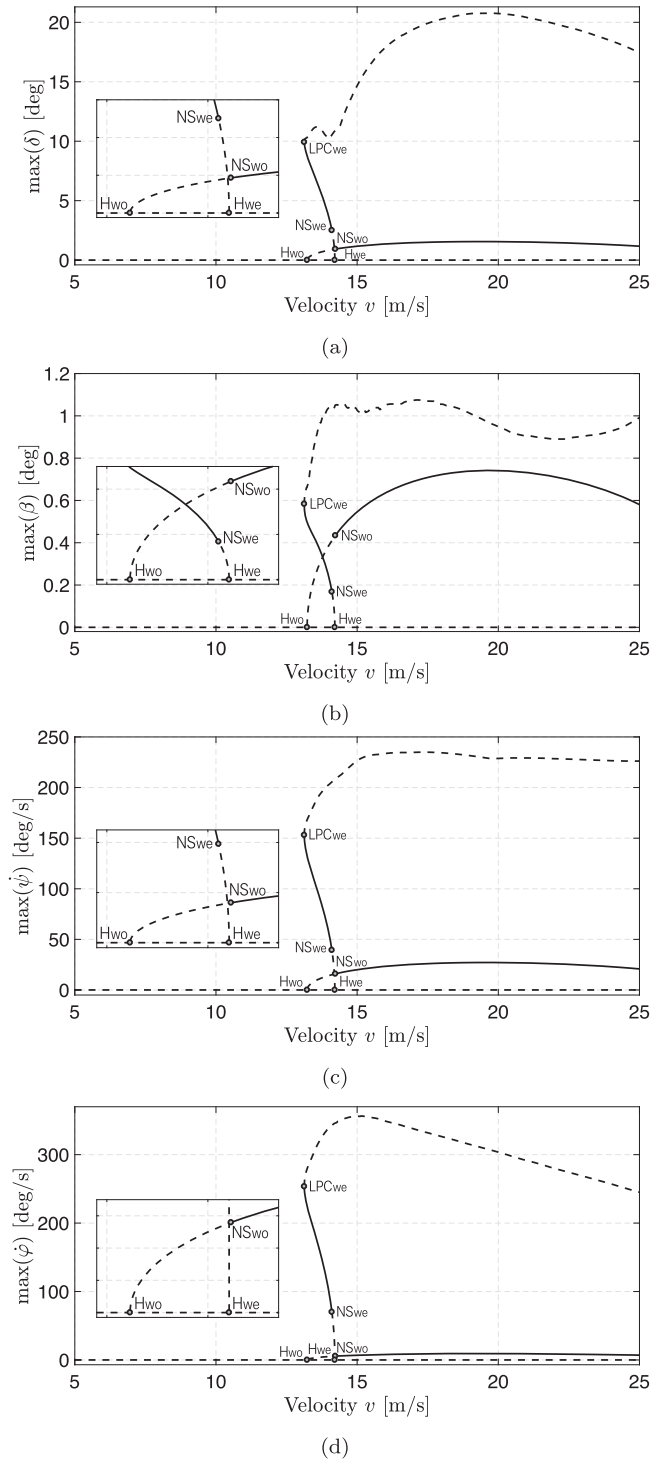 max(δ) [deg]
20
15
10
5
0
NSwe
NSwo
Hwo
Hwe
LPCwe
NSwe
NSwo
Hwo
Hwe
5 10 15 20 25
Velocity v [m/s]
(a)
max(β) [deg]
1.2
1
0.8
0.6
0.4
0.2
0
NSwo
NSwe
Hwo
Hwe
LPCwe
NSwo
NSwe
Hwo
Hwe
5 10 15 20 25
Velocity v [m/s]
(b)
max(ψ̇) [deg/s]
250
200
150
100
50
0
NSwe
NSwo
Hwo
Hwe
LPCwe
NSwe
NSwo
Hwo
Hwe
5 10 15 20 25
Velocity v [m/s]
(c)
max(φ̇) [deg/s]
300
200
100
0
NSwo
Hwo
Hwe
LPCwe
NSwe
Hwo
Hwe
NSwo
5 10 15 20 25
Velocity v [m/s]
(d)